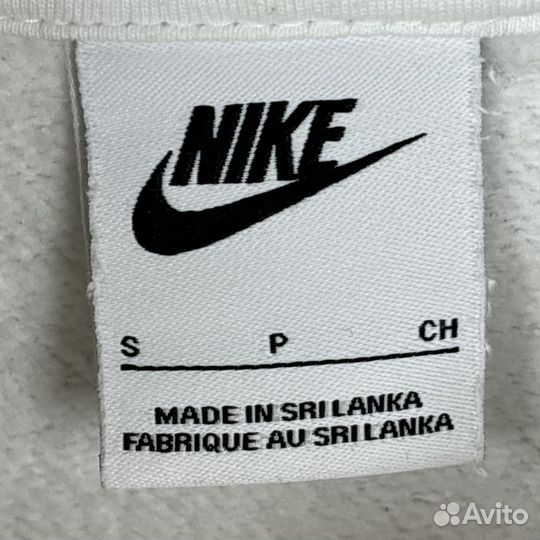 NIKE
S P CH
MADE IN SRI LANKA
FABRIQUE AU SRI LANKA
Avito